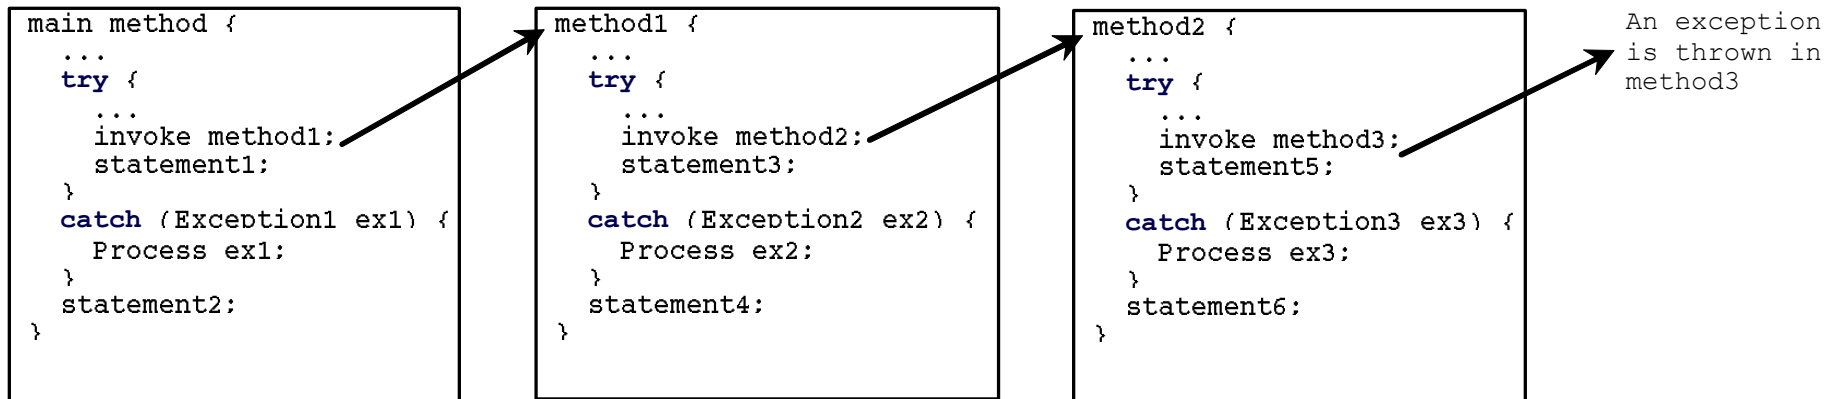 main method {
...
try {
...
invoke method1;
statement1;
}
catch (Exception1 ex1) {
Process ex1;
}
statement2;
}
method1 {
...
try {
...
invoke method2;
statement3;
}
catch (Exception2 ex2) {
Process ex2;
}
statement4;
}
method2 {
...
try {
...
invoke method3;
statement5;
}
catch (Exception3 ex3) {
Process ex3;
}
statement6;
}
An exception
is thrown in
method3